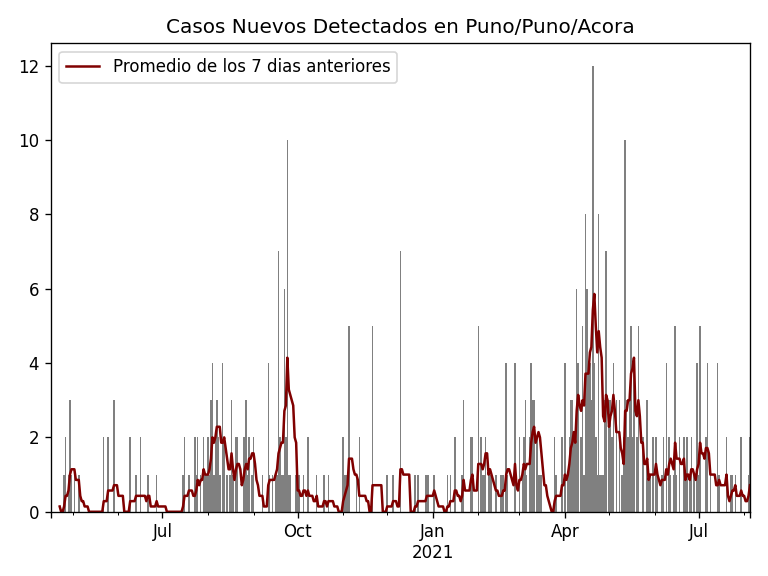 Casos Nuevos Detectados en Puno/Puno/Acora
Promedio de los 7 dias anteriores
12
10
8
6
4
2
0
Jul
Oct
Jan
2021
Apr
Jul